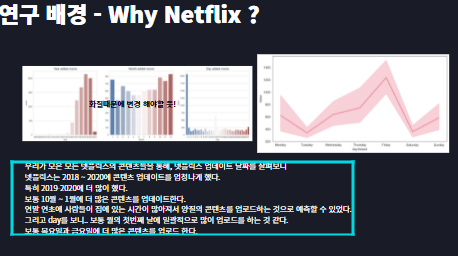 연구 배경 - Why Netflix ?
화질때문에 변경 해야할 듯!
우리가 모은 모든 넷플릭스의 콘텐츠들을 통해, 넷플릭스 업데이트 날짜를 살펴보니
넷플릭스는 2018 ~ 2020에 콘텐츠 업데이트를 엄청나게 했다.
특히 2019-2020에 더 많이 했다.
보통 10월 ~ 1월에 더 많은 콘텐츠를 업데이트한다.
연말 연초에 사람들이 집에 있는 시간이 많아져서 양질의 콘텐츠를 업로드하는 것으로 예측할 수 있었다.
그리고 day를 보니, 보통 월의 첫번째 날에 일괄적으로 많이 업로드를 하는 것 같다.
보통 목요일과 금요일에 더 많은 콘텐츠를 업로드 한다.